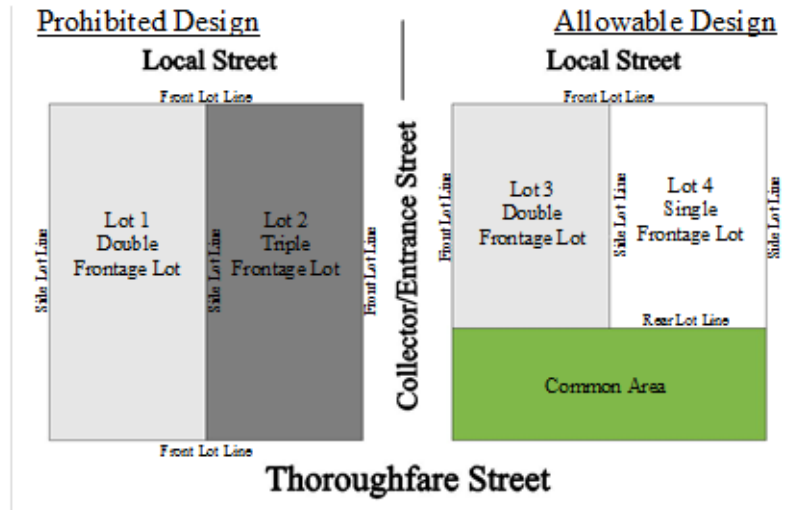 Prohibited Design
Local Street
Front Lot Line
Side Lot Line
Lot 1
Double
Frontage Lot
Side Lot Line
Lot 2
Triple
Frontage Lot
Front Lot Line
Front Lot Line
Collector/Entrance Street
Allowable Design
Local Street
Front Lot Line
Front Lot Line
Lot 3
Double
Frontage Lot
Side Lot Line
Lot 4
Single
Frontage Lot
Side Lot Line
Rear Lot Line
Common Area
Thoroughfare Street